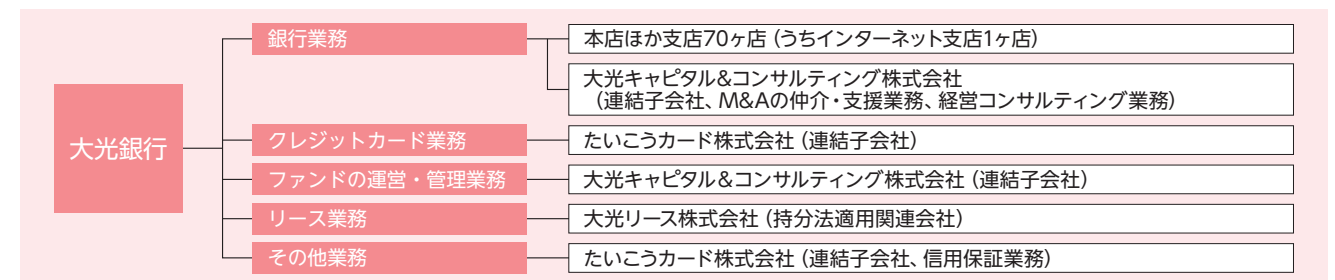 大光銀行
銀行業務
本店ほか支店70ヶ店（うちインターネット支店1ヶ店）
大光キャピタル&コンサルティング株式会社
（連結子会社、M&Aの仲介・支援業務、経営コンサルティング業務）
クレジットカード業務
たいこうカード株式会社（連結子会社）
ファンドの運営・管理業務
大光キャピタル&コンサルティング株式会社（連結子会社）
リース業務
大光リース株式会社（持分法適用関連会社）
その他業務
たいこうカード株式会社（連結子会社、信用保証業務）